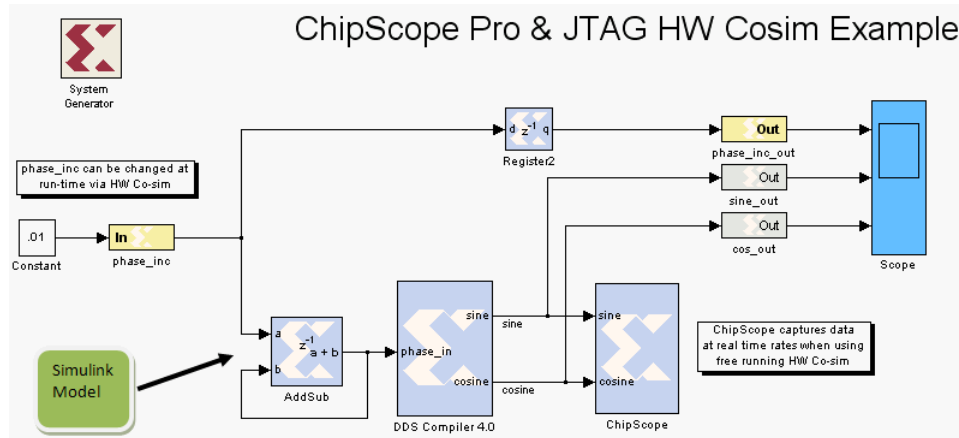 ChipScope Pro & JTAG HW Cosim Example
System
Generator
d z-1 q
Register2
Out
phase_inc_out
Out
sine_out
Out
cos_out
Scope
phase_inc can be changed at
run-time via HW Co-sim
.01
Constant
In
phase_inc
a
b
z-1
a + b
AddSub
phase_in
sine
cosine
DDS Compiler 4.0
sine
cosine
sine
cosine
ChipScope
ChipScope captures data
at real time rates when using
free running HW Co-sim
Simulink
Model